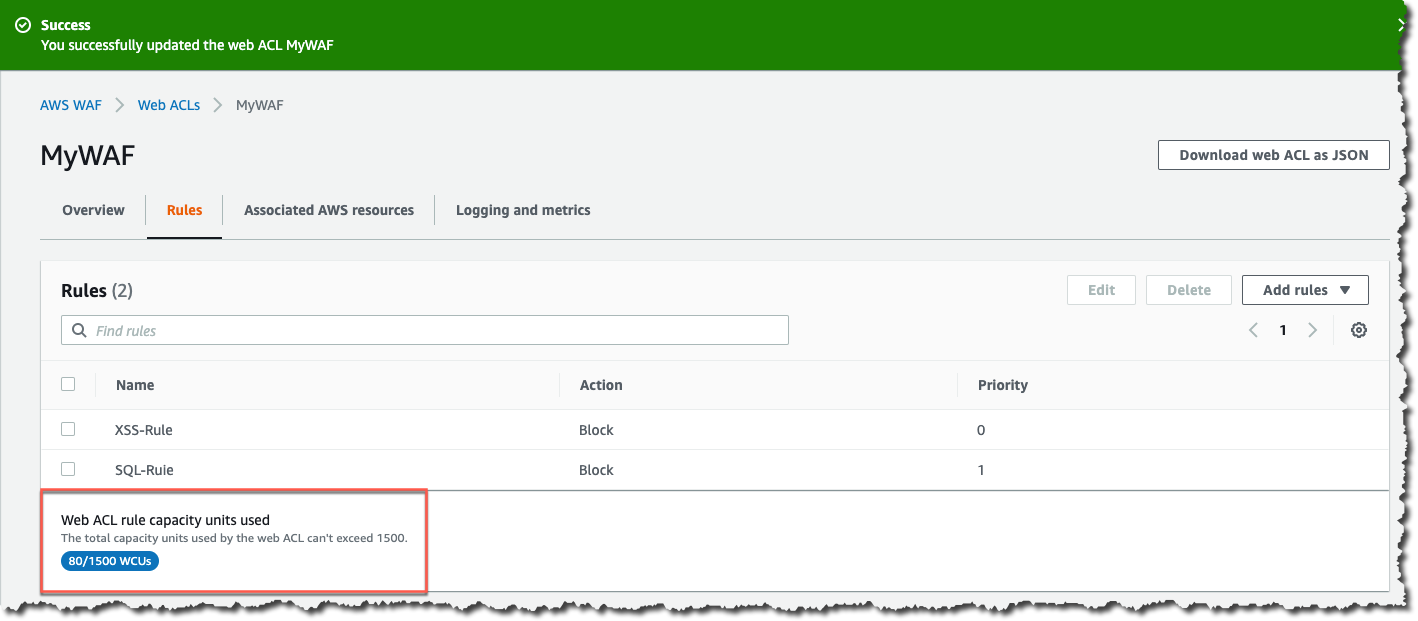 Success
You successfully updated the web ACL MyWAF
AWS WAF > Web ACLs > MyWAF
MyWAF
Download web ACL as JSON
Overview Rules Associated AWS resources Logging and metrics
Rules (2)
Edit Delete Add rules ▼
Find rules
< 1 >
Name Action Priority
XSS-Rule Block 0
SQL-Ruie Block 1
Web ACL rule capacity units used
The total capacity units used by the web ACL can't exceed 1500.
80/1500 WCUs